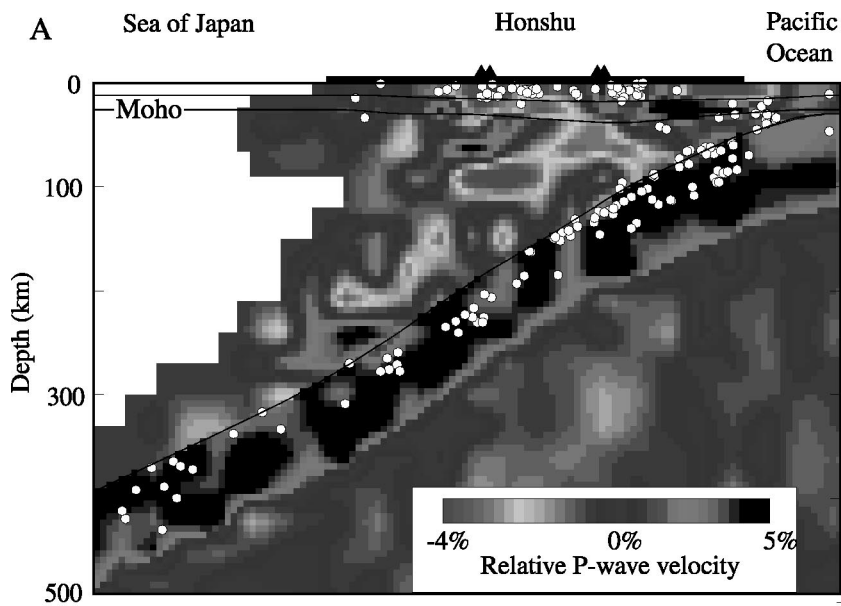 A
Sea of Japan
Honshu
Pacific
Ocean
0
Moho
100
300
500
Depth (km)
-4%
0%
5%
Relative P-wave velocity